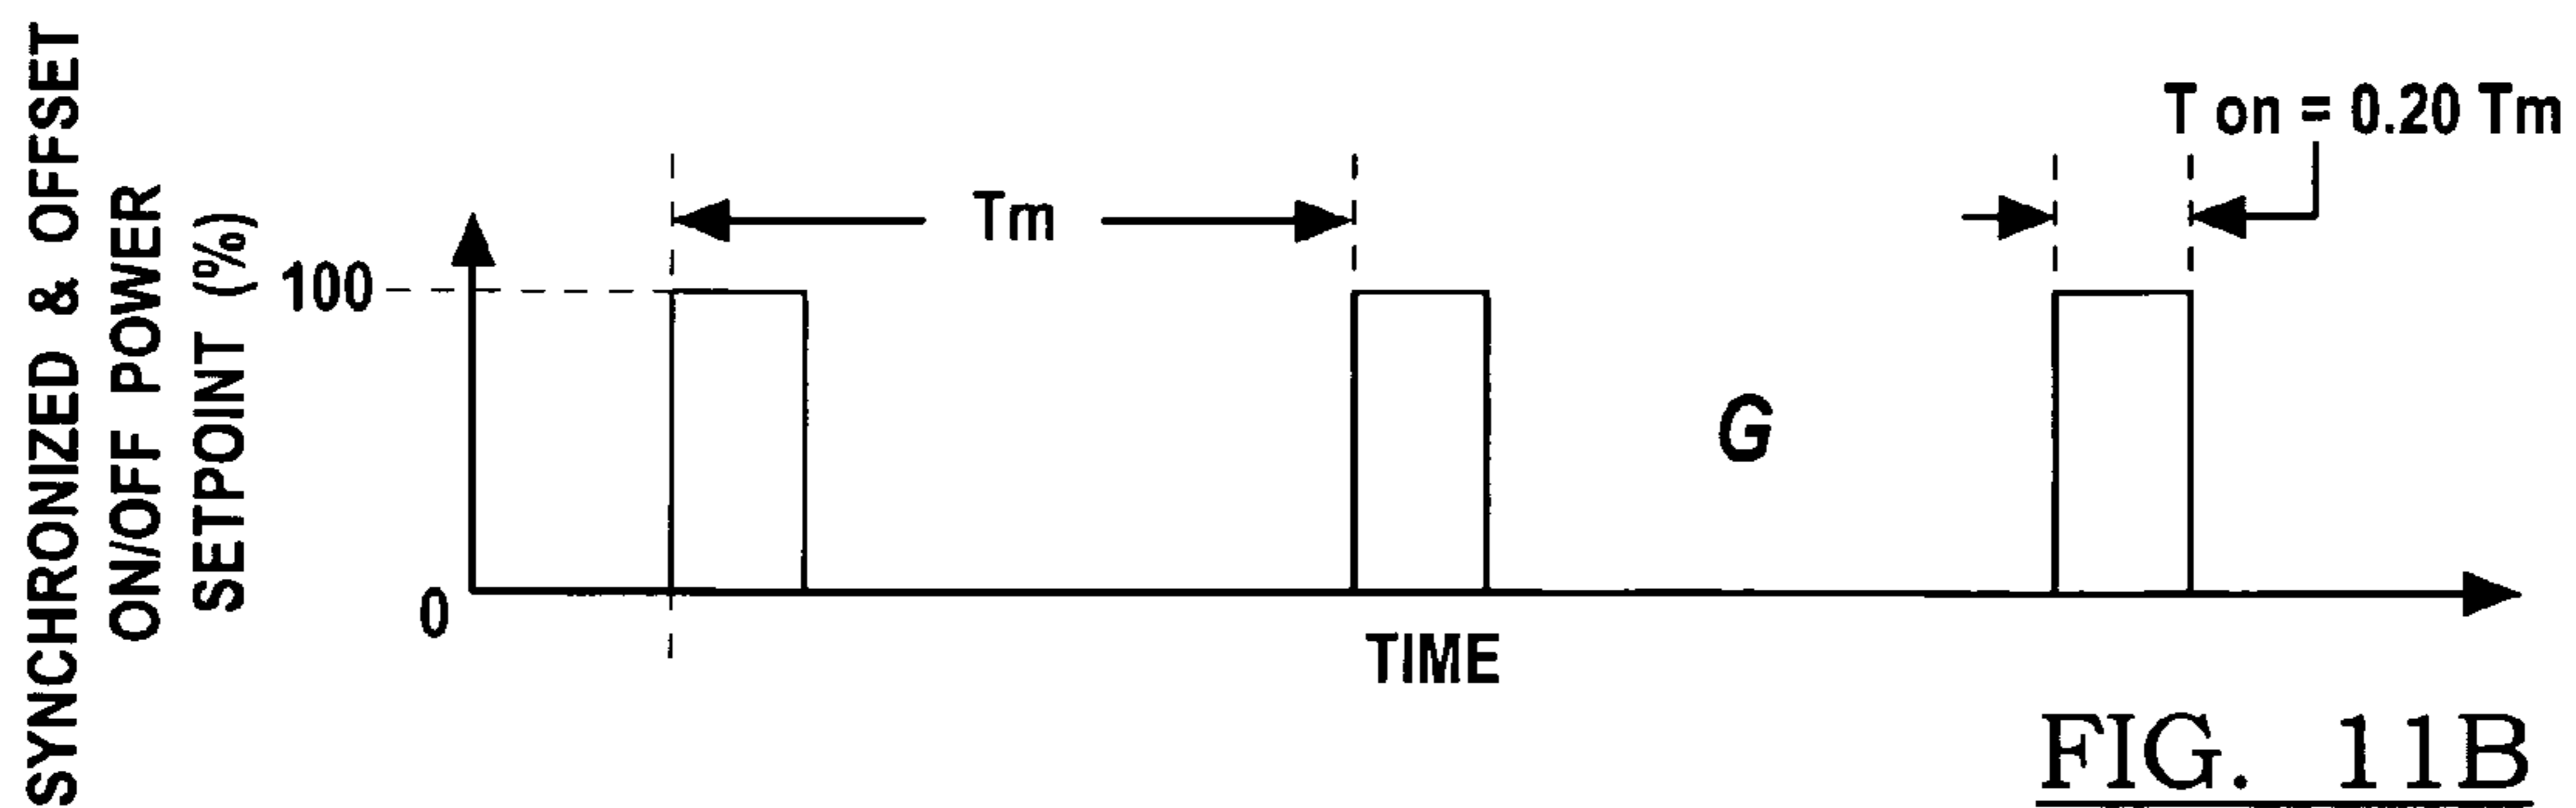 SYNCHRONIZED & OFFSET
ON/OFF POWER
SETPOINT (%)
T on = 0.20 Tm
Tm
100
G
0
TIME
FIG. 11B